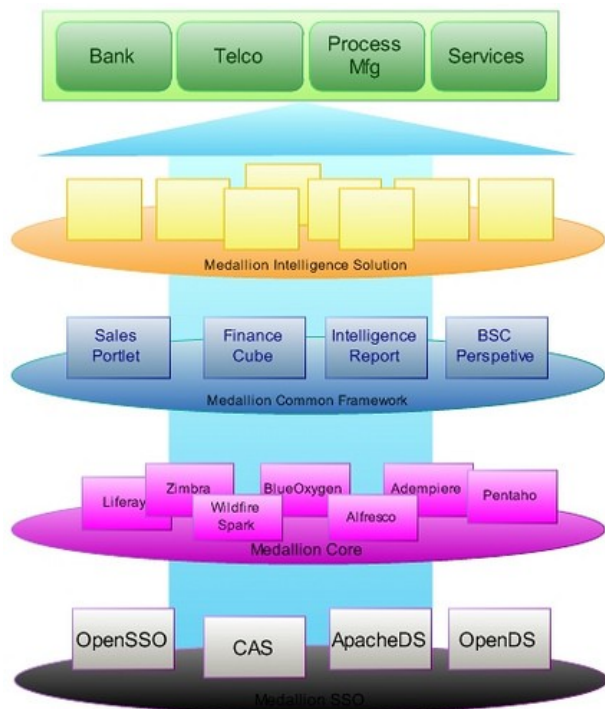 Bank
Telco
Process
Mfg
Services
Medallion Intelligence Solution
Sales
Portlet
Finance
Cube
Intelligence
Report
BSC
Perspetive
Medallion Common Framework
Liferay
Zimbra
Wildfire
Spark
BlueOxygen
Alfresco
Adempiere
Pentaho
Medallion Core
OpenSSO
CAS
ApacheDS
OpenDS
Medallion SSO